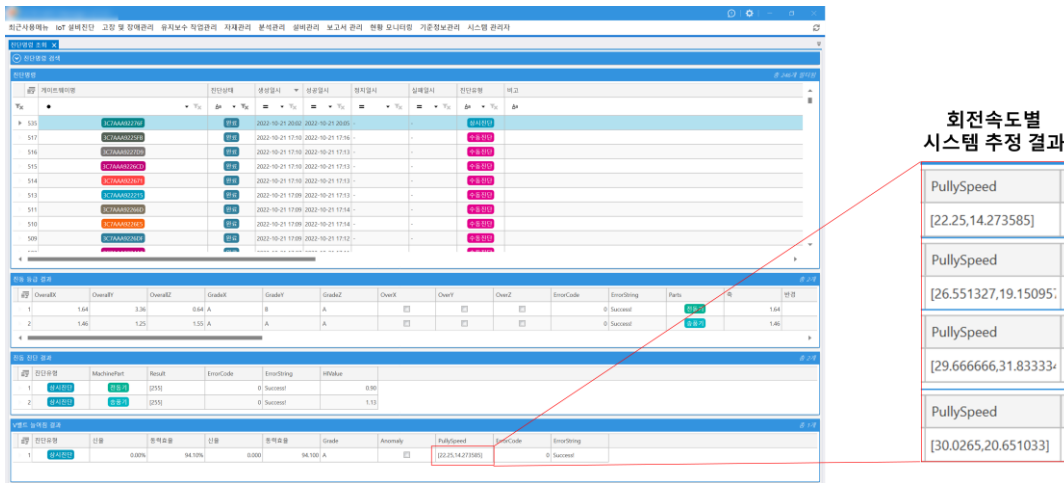 최근사용메뉴 IoT 설비진단 고장 및 장애관리 유지보수 작업관리 자재관리 분석관리 설비관리 보고서 관리 현황 모니터링 기준정보관리 시스템 관리자
진단명령 조회 ×
진단명령 검색
진단명령
게이트웨이명 진단상태 생성일시 성공일시 정지일시 실패일시 진단유형 비고
535 3C7AAA92276F 완료 2022-10-21 20:02 2022-10-21 20:05 - - 상시진단
517 3C7AAA9225FB 완료 2022-10-21 17:13 2022-10-21 17:16 - - 수동진단
516 3C7AAA9227D9 완료 2022-10-21 17:10 2022-10-21 17:13 - - 수동진단
515 3C7AAA9226CD 완료 2022-10-21 17:10 2022-10-21 17:13 - - 수동진단
514 3C7AAA922671 완료 2022-10-21 17:10 2022-10-21 17:13 - - 수동진단
513 3C7AAA922215 완료 2022-10-21 17:09 2022-10-21 17:13 - - 수동진단
511 3C7AAA92266D 완료 2022-10-21 17:09 2022-10-21 17:14 - - 수동진단
510 3C7AAA9226E5 완료 2022-10-21 17:09 2022-10-21 17:14 - - 수동진단
509 3C7AAA9226DF 완료 2022-10-21 17:09 2022-10-21 17:12 - - 수동진단
진동 등급 결과
OverallX OverallY OverallZ GradeX GradeY GradeZ OverX OverY OverZ ErrorCode ErrorString Parts 축 반경
1 1.64 3.36 0.64 A B A 0 Success! 전동기 1.64
2 1.46 1.25 1.55 A A A 0 Success! 송풍기 1.46
진동 진단 결과
진단유형 MachinePart Result ErrorCode ErrorString HIValue
1 상시진단 전동기 [255] 0 Success! 0.90
2 상시진단 송풍기 [255] 0 Success! 1.13
V벨트 늘어짐 결과
진단유형 신율 동력효율 신율 동력효율 Grade Anomaly PullySpeed ErrorCode ErrorString
1 상시진단 0.00% 94.10% 0.000 94.100 A [22.25,14.273585] 0 Success!
회전속도별
시스템 추정 결과
PullySpeed
[22.25,14.273585]
PullySpeed
[26.551327,19.15095
PullySpeed
[29.666666,31.83333
PullySpeed
[30.0265,20.651033]